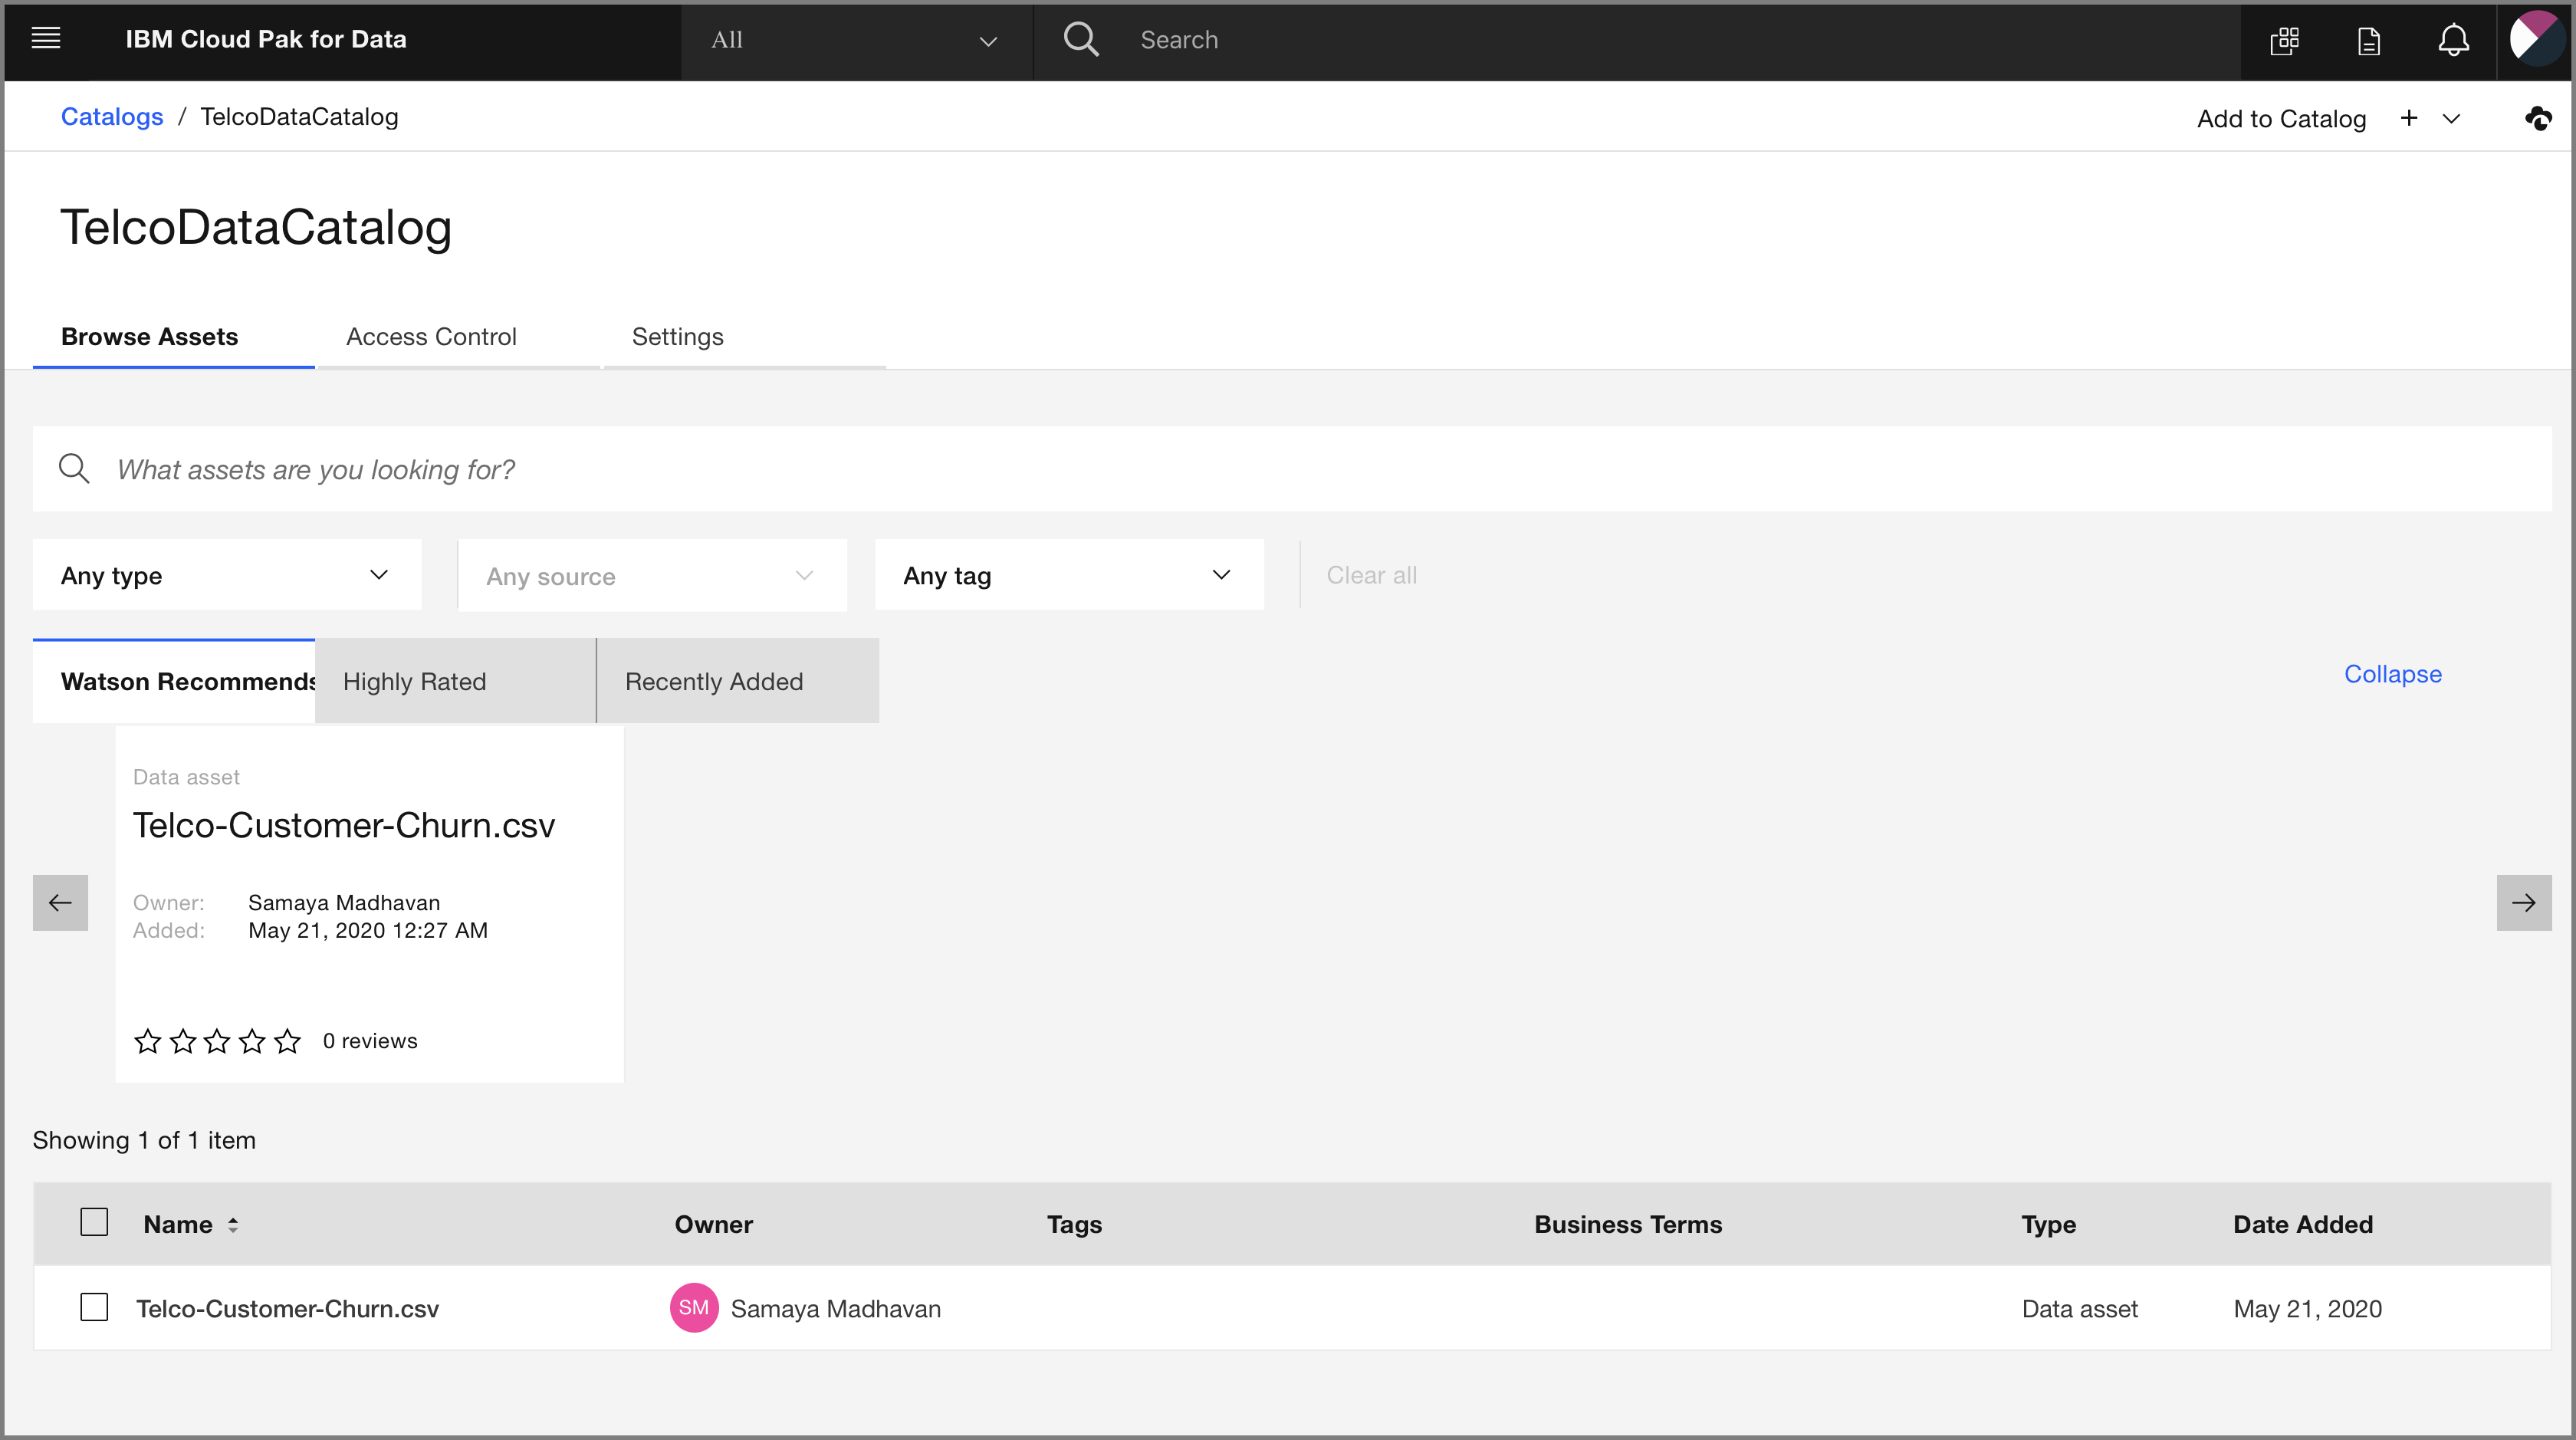 IBM Cloud Pak for Data All Search
Catalogs / TelcoDataCatalog Add to Catalog +
TelcoDataCatalog
Browse Assets Access Control Settings
What assets are you looking for?
Any type Any source Any tag Clear all
Watson Recommends Highly Rated Recently Added Collapse
Data asset
Telco-Customer-Churn.csv
Owner: Samaya Madhavan
Added: May 21, 2020 12:27 AM
0 reviews
Showing 1 of 1 item
Name Owner Tags Business Terms Type Date Added
Telco-Customer-Churn.csv SM Samaya Madhavan Data asset May 21, 2020